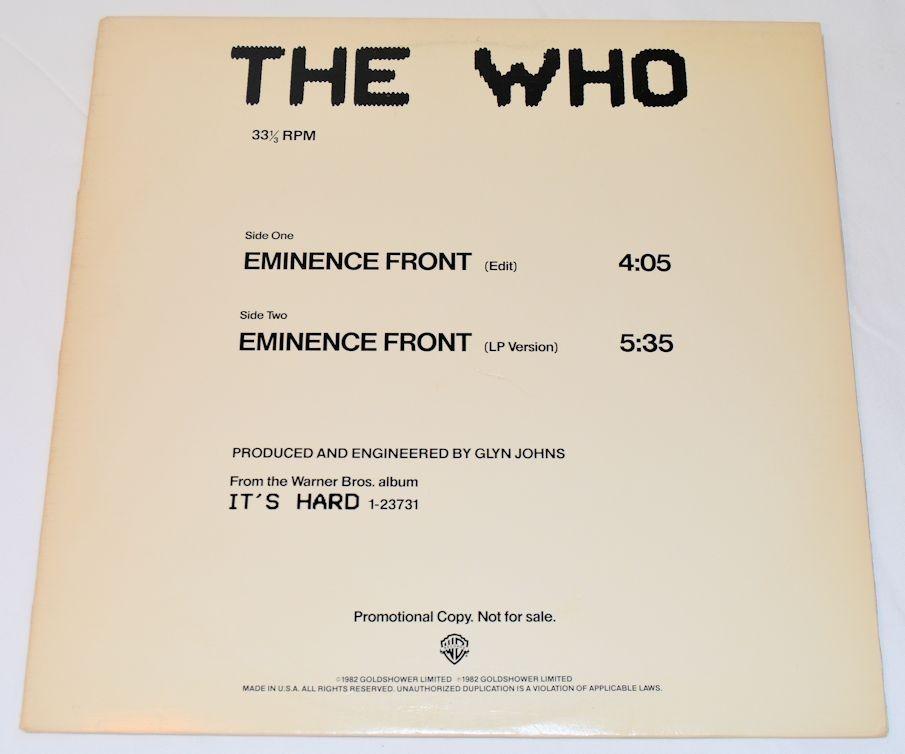 THE WHO
33⅓ RPM
Side One
EMINENCE FRONT (Edit) 4:05
Side Two
EMINENCE FRONT (LP Version) 5:35
PRODUCED AND ENGINEERED BY GLYN JOHNS
From the Warner Bros. album
IT'S HARD 1-23731
Promotional Copy. Not for sale.
WB
©1982 GOLDSHOWER LIMITED ℗1982 GOLDSHOWER LIMITED
MADE IN U.S.A. ALL RIGHTS RESERVED. UNAUTHORIZED DUPLICATION IS A VIOLATION OF APPLICABLE LAWS.